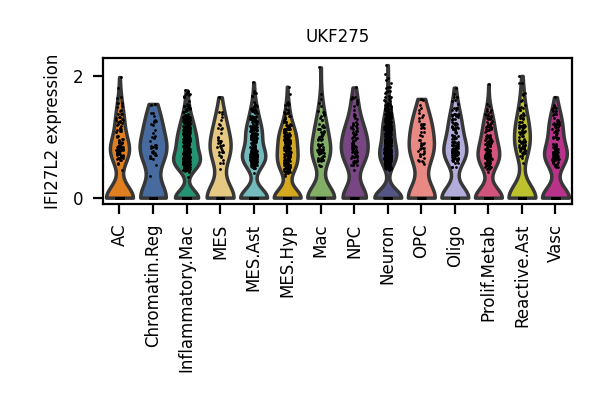 UKF275
IFI27L2 expression
2
0
AC
Chromatin.Reg
Inflammatory.Mac
MES
MES.Ast
MES.Hyp
Mac
NPC
Neuron
OPC
Oligo
Prolif.Metab
Reactive.Ast
Vasc